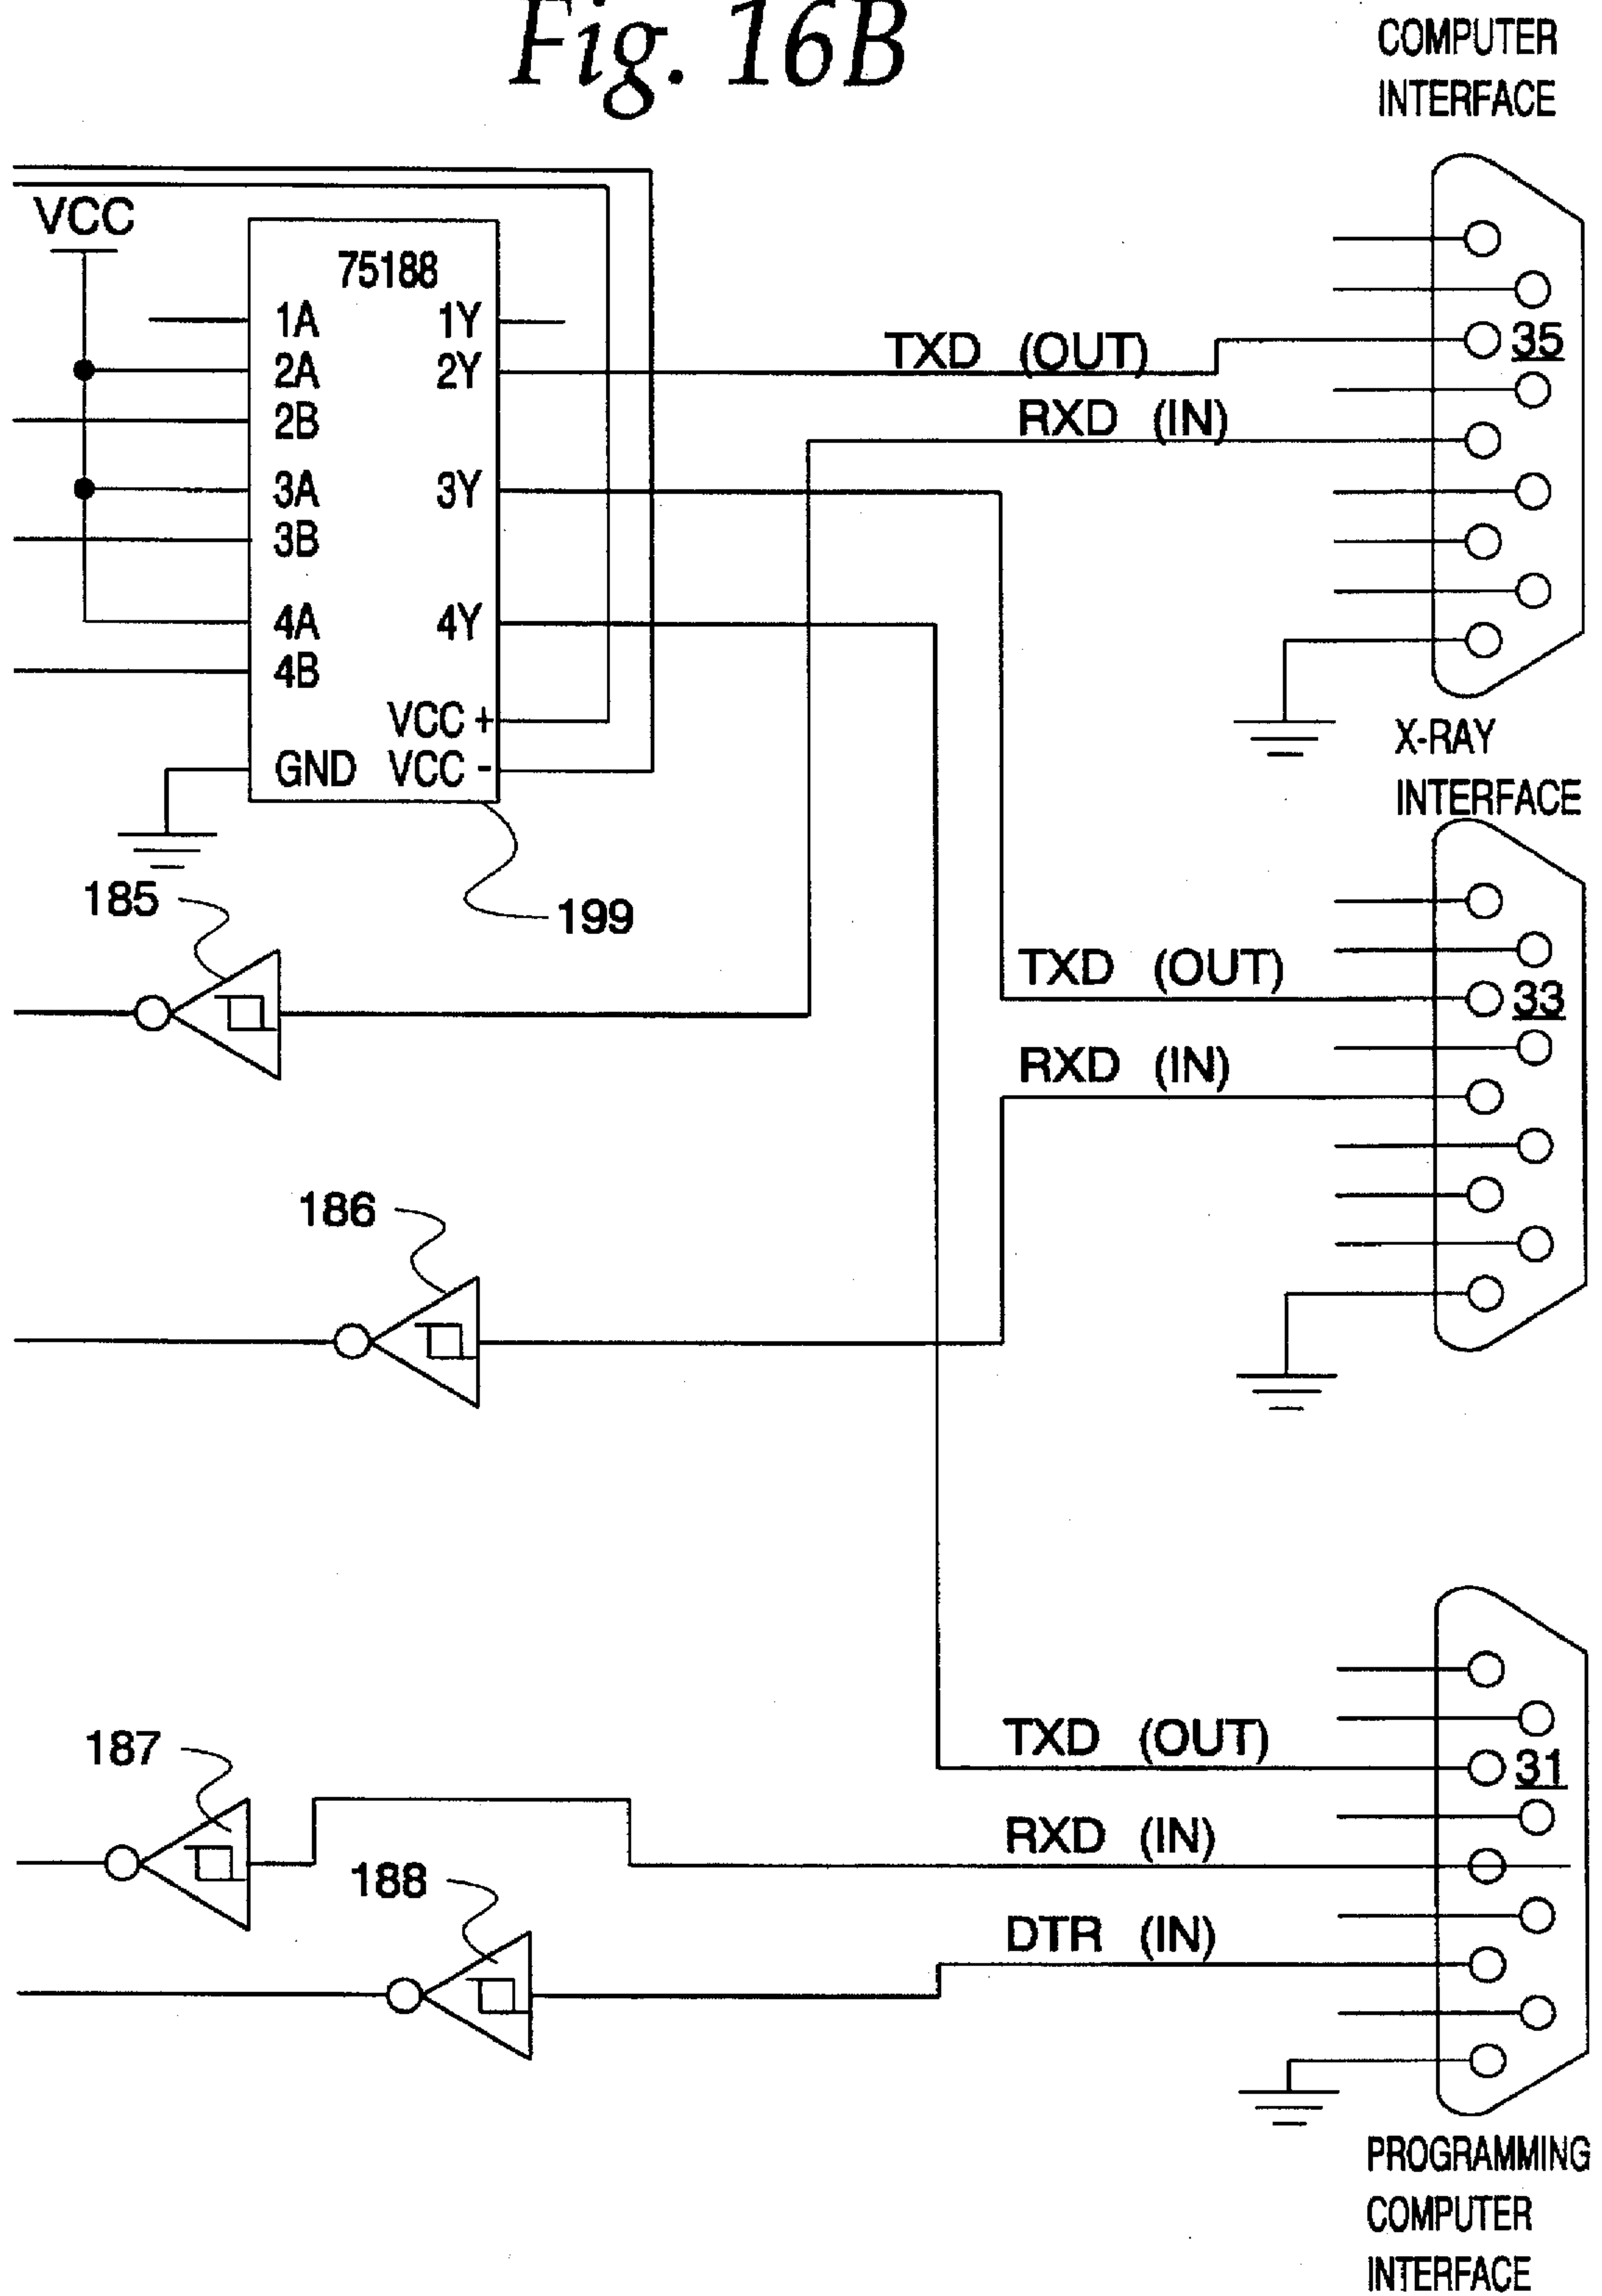 Fig. 16B
COMPUTER
INTERFACE
VCC
75188
1A 1Y
2A 2Y
2B
3A 3Y
3B
4A 4Y
4B
VCC +
GND VCC -
199
TXD (OUT)
RXD (IN)
35
X-RAY
INTERFACE
185
TXD (OUT)
33
RXD (IN)
186
TXD (OUT)
31
187
RXD (IN)
188
DTR (IN)
PROGRAMMING
COMPUTER
INTERFACE